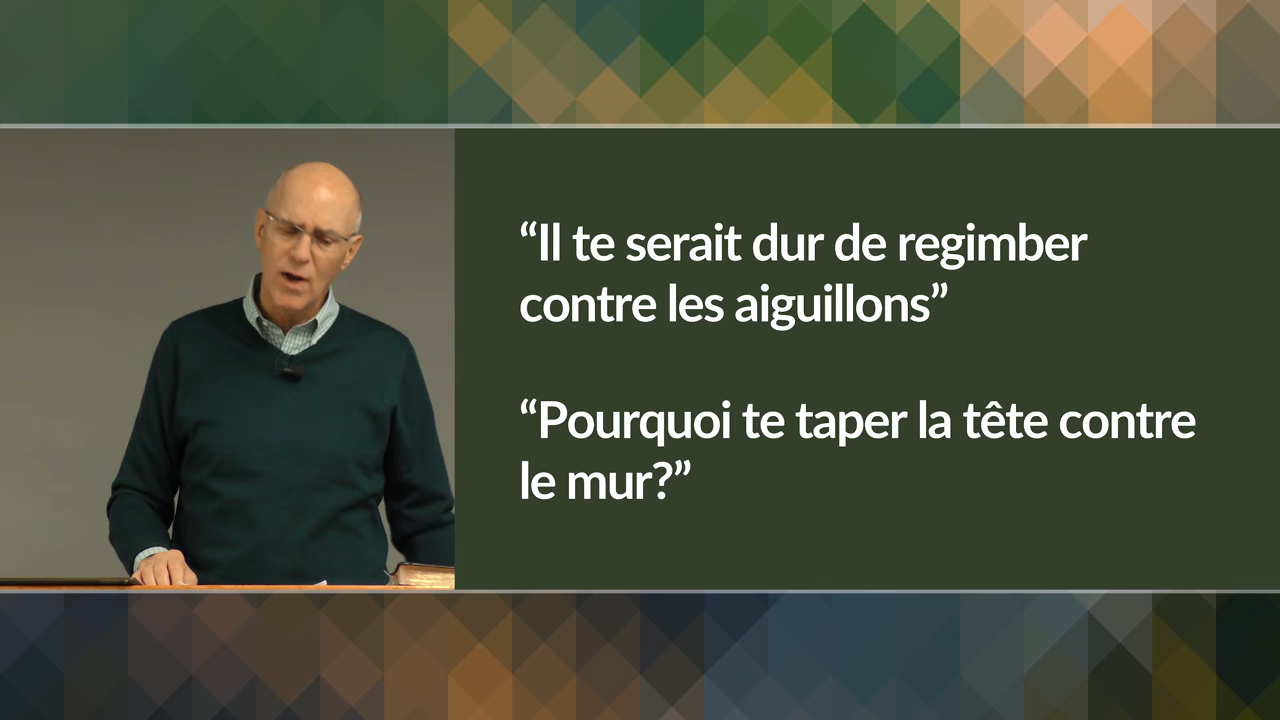 “Il te serait dur de regimber
contre les aiguillons”
“Pourquoi te taper la tête contre
le mur?”